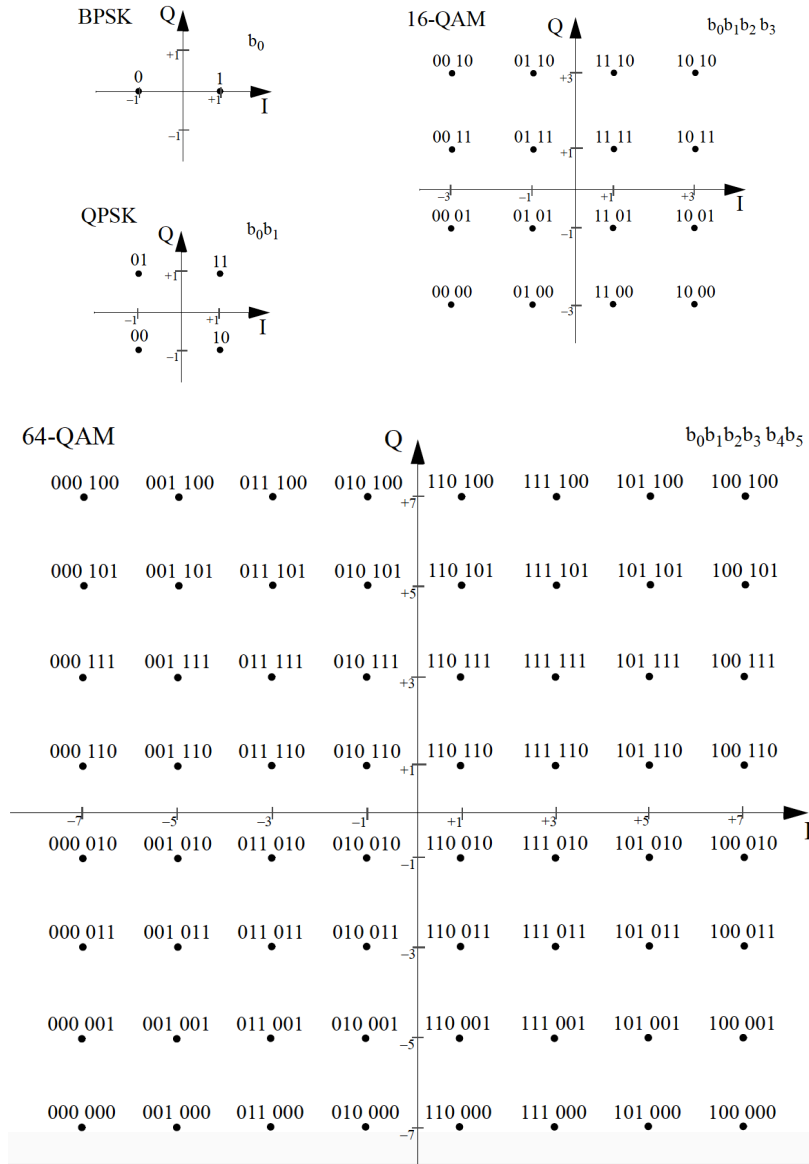 BPSK Q
b0
+1
0 1
−1 +1 I
−1
QPSK Q b0b1
01 11
+1
−1 +1 I
00 10
−1
16-QAM Q b0b1b2 b3
00 10 01 10 11 10 10 10
+3
00 11 01 11 11 11 10 11
+1
−3 −1 +1 +3 I
00 01 01 01 11 01 10 01
−1
00 00 01 00 11 00 10 00
−3
64-QAM Q b0b1b2b3 b4b5
000 100 001 100 011 100 010 100 110 100 111 100 101 100 100 100
+7
000 101 001 101 011 101 010 101 110 101 111 101 101 101 100 101
+5
000 111 001 111 011 111 010 111 110 111 111 111 101 111 100 111
+3
000 110 001 110 011 110 010 110 110 110 111 110 101 110 100 110
+1
−7 −5 −3 −1 +1 +3 +5 +7 I
000 010 001 010 011 010 010 010 110 010 111 010 101 010 100 010
−1
000 011 001 011 011 011 010 011 110 011 111 011 101 011 100 011
−3
000 001 001 001 011 001 010 001 110 001 111 001 101 001 100 001
−5
000 000 001 000 011 000 010 000 110 000 111 000 101 000 100 000
−7